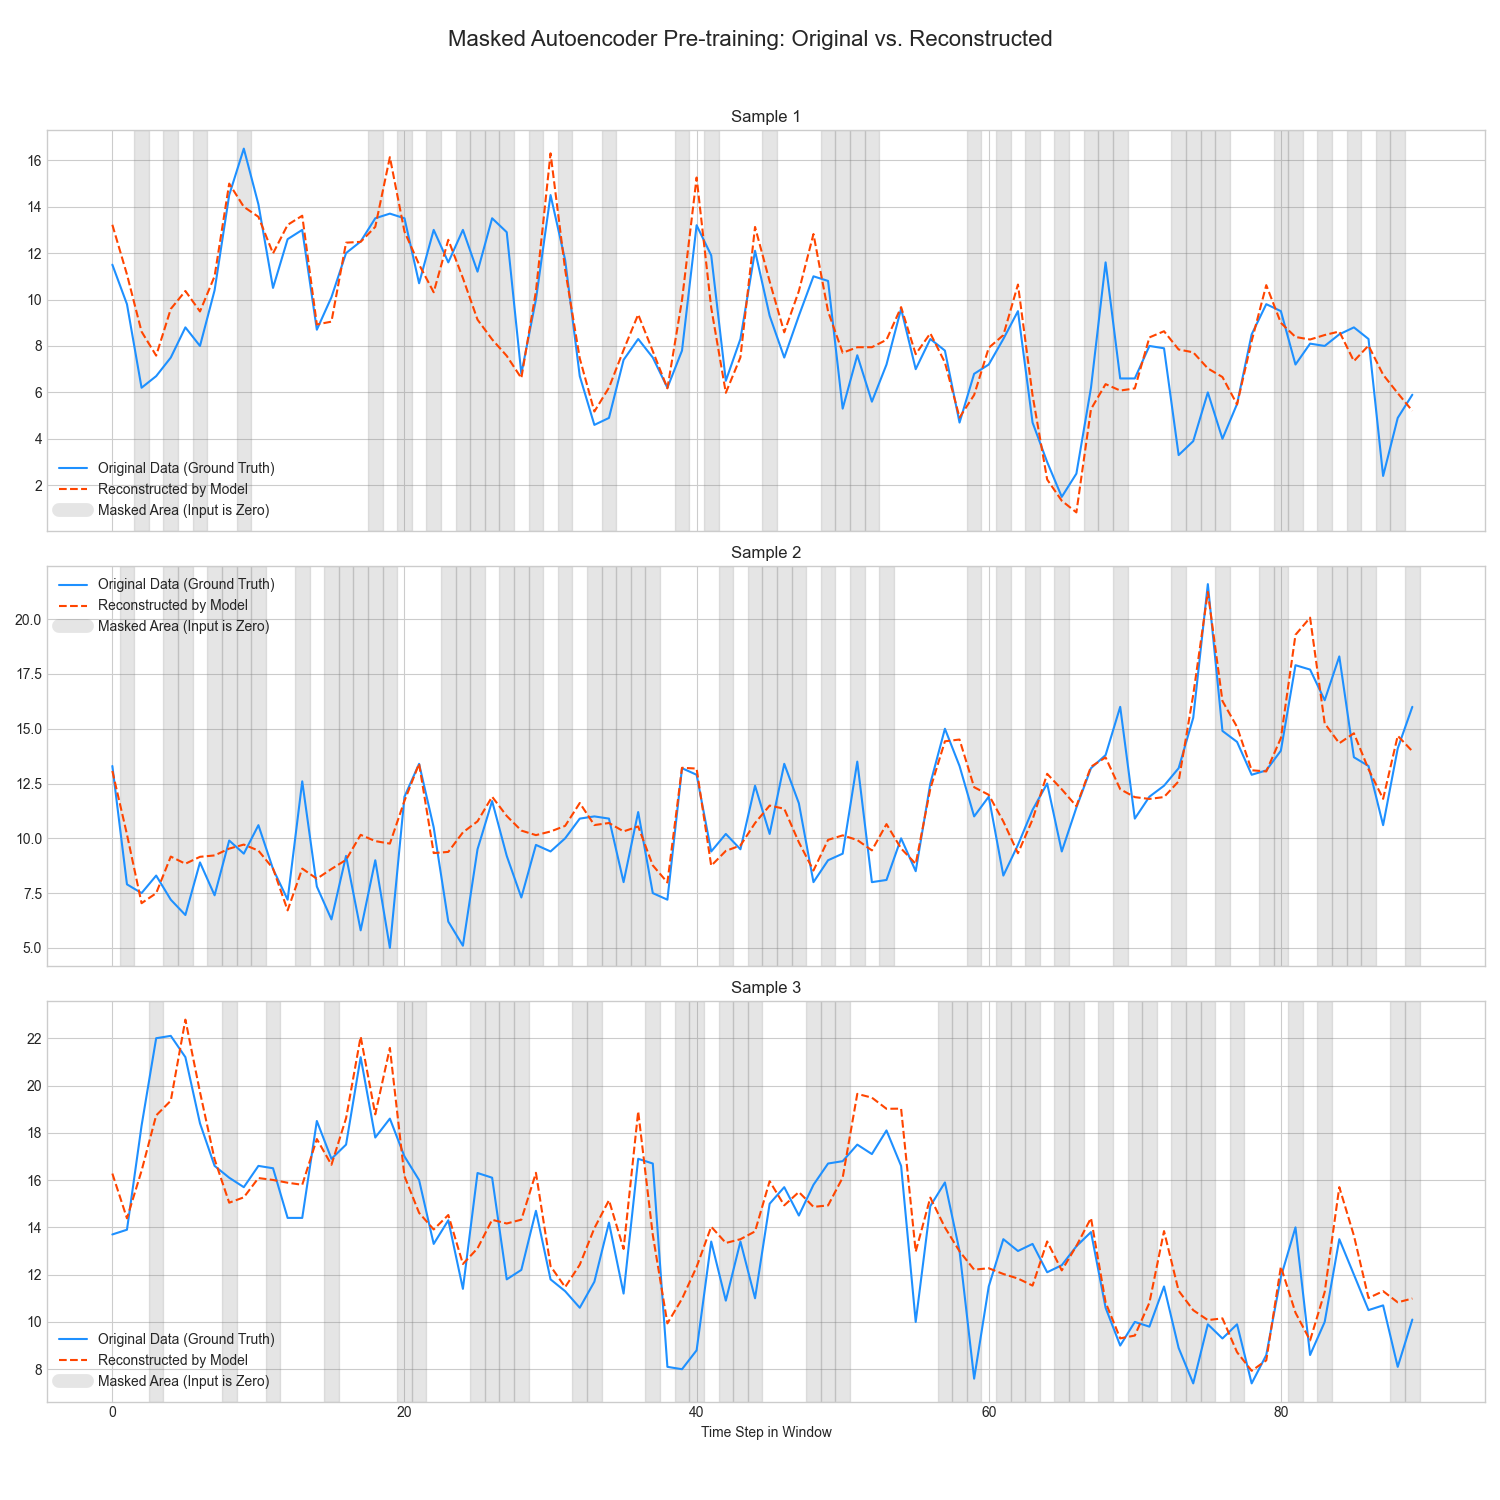 Masked Autoencoder Pre-training: Original vs. Reconstructed
Sample 1
16
14
12
10
8
6
4
2
Original Data (Ground Truth)
Reconstructed by Model
Masked Area (Input is Zero)
Sample 2
20.0
17.5
15.0
12.5
10.0
7.5
5.0
Original Data (Ground Truth)
Reconstructed by Model
Masked Area (Input is Zero)
Sample 3
22
20
18
16
14
12
10
8
Original Data (Ground Truth)
Reconstructed by Model
Masked Area (Input is Zero)
0 20 40 60 80
Time Step in Window